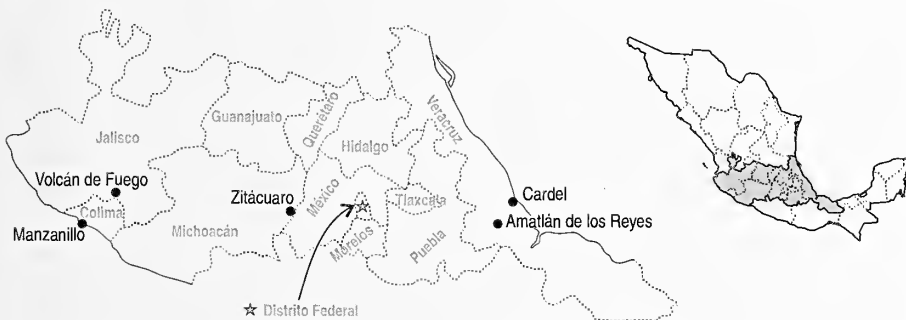 Guanajuato
Querétaro
Veracruz
Jalisco
Hidalgo
Volcán de Fuego
Zitácuaro
México
Tlaxcala
Cardel
Colima
Manzanillo
Michoacán
Morelos
Puebla
Amatlán de los Reyes
☆ Distrito Federal